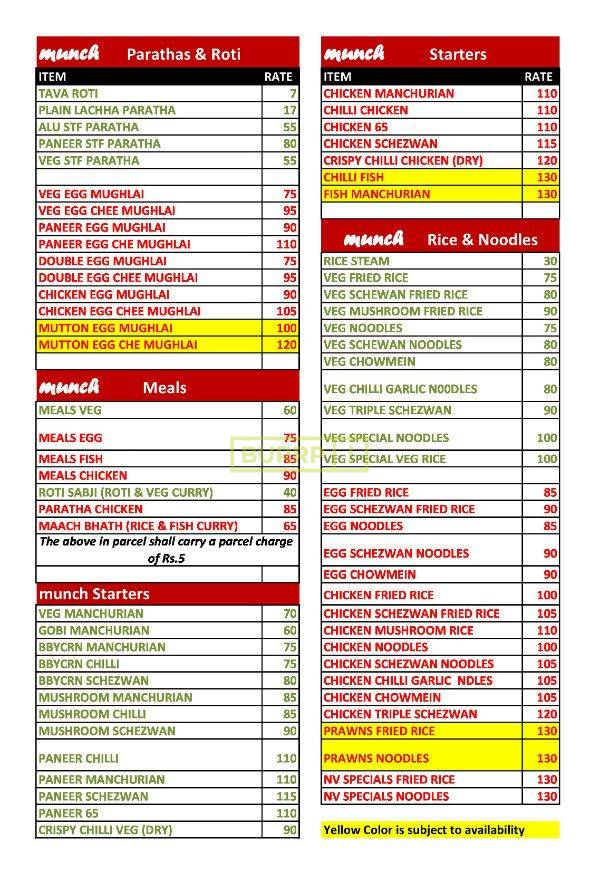 munch Parathas & Roti
ITEM RATE
TAVA ROTI 7
PLAIN LACHHA PARATHA 17
ALU STF PARATHA 55
PANEER STF PARATHA 80
VEG STF PARATHA 55
VEG EGG MUGHLAI 75
VEG EGG CHEE MUGHLAI 95
PANEER EGG MUGHLAI 90
PANEER EGG CHE MUGHLAI 110
DOUBLE EGG MUGHLAI 75
DOUBLE EGG CHEE MUGHLAI 95
CHICKEN EGG MUGHLAI 90
CHICKEN EGG CHEE MUGHLAI 105
MUTTON EGG MUGHLAI 100
MUTTON EGG CHE MUGHLAI 120
munch Meals
MEALS VEG 60
MEALS EGG 75
MEALS FISH 85
MEALS CHICKEN 90
ROTI SABJI (ROTI & VEG CURRY) 40
PARATHA CHICKEN 85
MAACH BHATH (RICE & FISH CURRY) 65
The above in parcel shall carry a parcel charge
of Rs.5
munch Starters
VEG MANCHURIAN 70
GOBI MANCHURIAN 60
BBYCRN MANCHURIAN 75
BBYCRN CHILLI 75
BBYCRN SCHEZWAN 80
MUSHROOM MANCHURIAN 85
MUSHROOM CHILLI 85
MUSHROOM SCHEZWAN 90
PANEER CHILLI 110
PANEER MANCHURIAN 110
PANEER SCHEZWAN 115
PANEER 65 110
CRISPY CHILLI VEG (DRY) 90
munch Starters
ITEM RATE
CHICKEN MANCHURIAN 110
CHILLI CHICKEN 110
CHICKEN 65 110
CHICKEN SCHEZWAN 115
CRISPY CHILLI CHICKEN (DRY) 120
CHILLI FISH 130
FISH MANCHURIAN 130
munch Rice & Noodles
RICE STEAM 30
VEG FRIED RICE 75
VEG SCHEWAN FRIED RICE 80
VEG MUSHROOM FRIED RICE 90
VEG NOODLES 75
VEG SCHEWAN NOODLES 80
VEG CHOWMEIN 80
VEG CHILLI GARLIC N00DLES 80
VEG TRIPLE SCHEZWAN 90
VEG SPECIAL NOODLES 100
VEG SPECIAL VEG RICE 100
EGG FRIED RICE 85
EGG SCHEZWAN FRIED RICE 90
EGG NOODLES 85
EGG SCHEZWAN NOODLES 90
EGG CHOWMEIN 90
CHICKEN FRIED RICE 100
CHICKEN SCHEZWAN FRIED RICE 105
CHICKEN MUSHROOM RICE 110
CHICKEN NOODLES 100
CHICKEN SCHEZWAN NOODLES 105
CHICKEN CHILLI GARLIC NDLES 105
CHICKEN CHOWMEIN 105
CHICKEN TRIPLE SCHEZWAN 120
PRAWNS FRIED RICE 130
PRAWNS NOODLES 130
NV SPECIALS FRIED RICE 130
NV SPECIALS NOODLES 130
Yellow Color is subject to availability